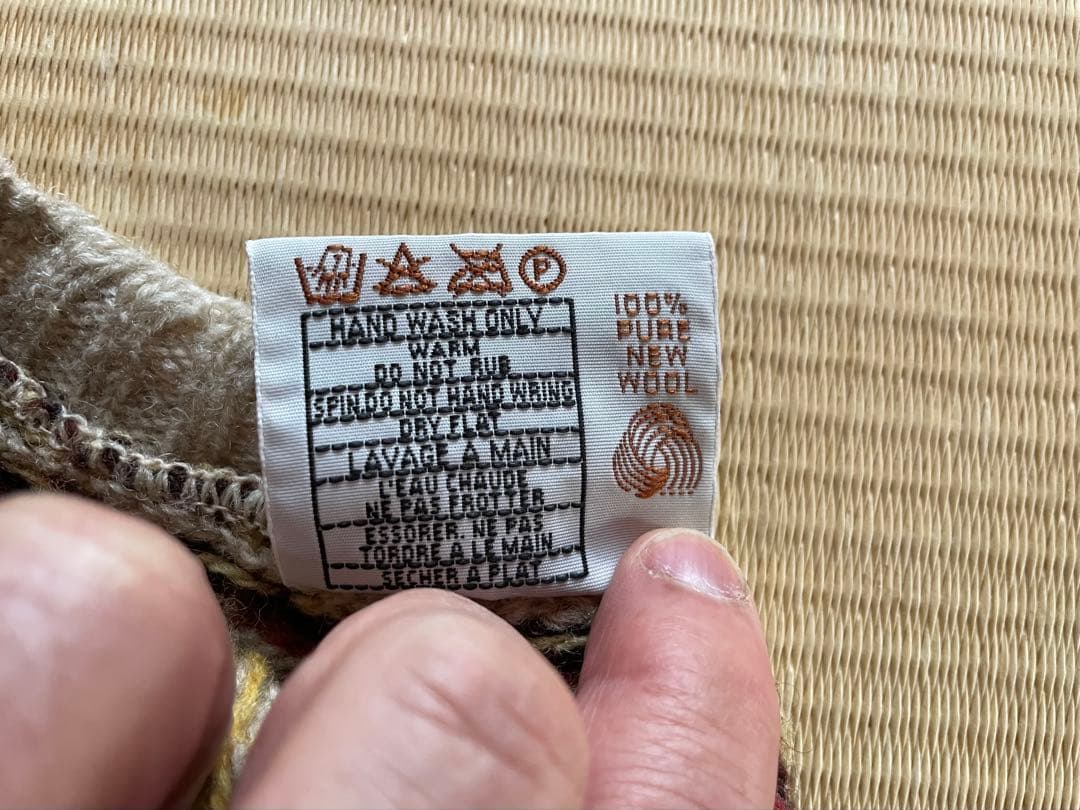 P
HAND WASH ONLY
WARM
DO NOT RUB
SPIN.DO NOT HAND WRING
DRY FLAT
LAVAGE A MAIN
L'EAU CHAUDE
NE PAS FROTTER
ESSORER. NE PAS
TORDRE A LE MAIN
SECHER A PLAT
100%
PURE
NEW
WOOL